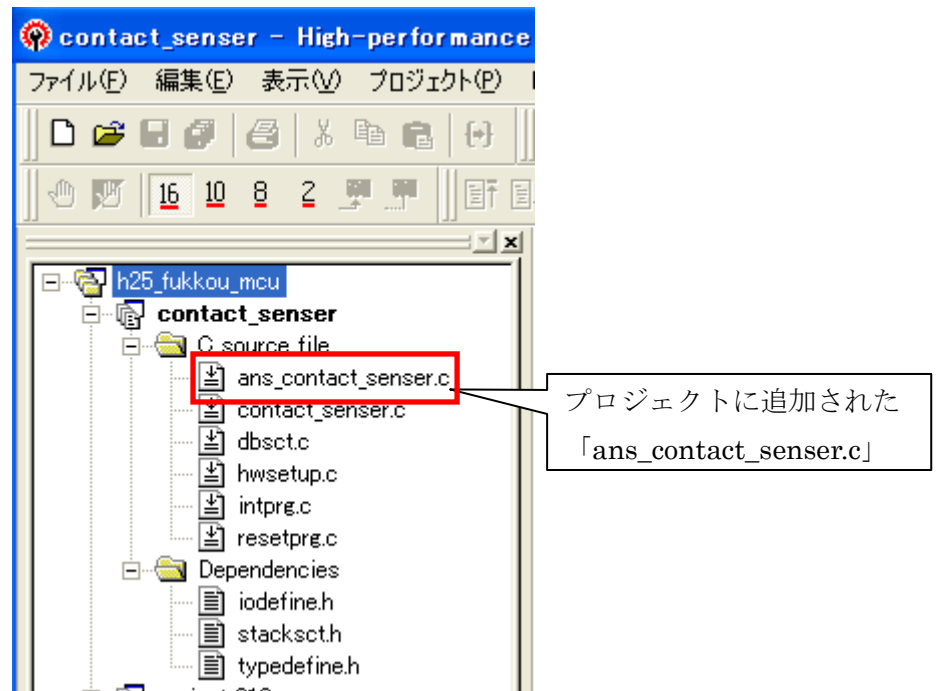 contact_senser - High-performance
ファイル(F) 編集(E) 表示(V) プロジェクト(P)
16 10 8 2
h25_fukkou_mcu
contact_senser
C source file
ans_contact_senser.c
contact_senser.c
dbsct.c
hwsetup.c
intprg.c
resetprg.c
Dependencies
iodefine.h
stacksct.h
typedefine.h
プロジェクトに追加された
「ans_contact_senser.c」